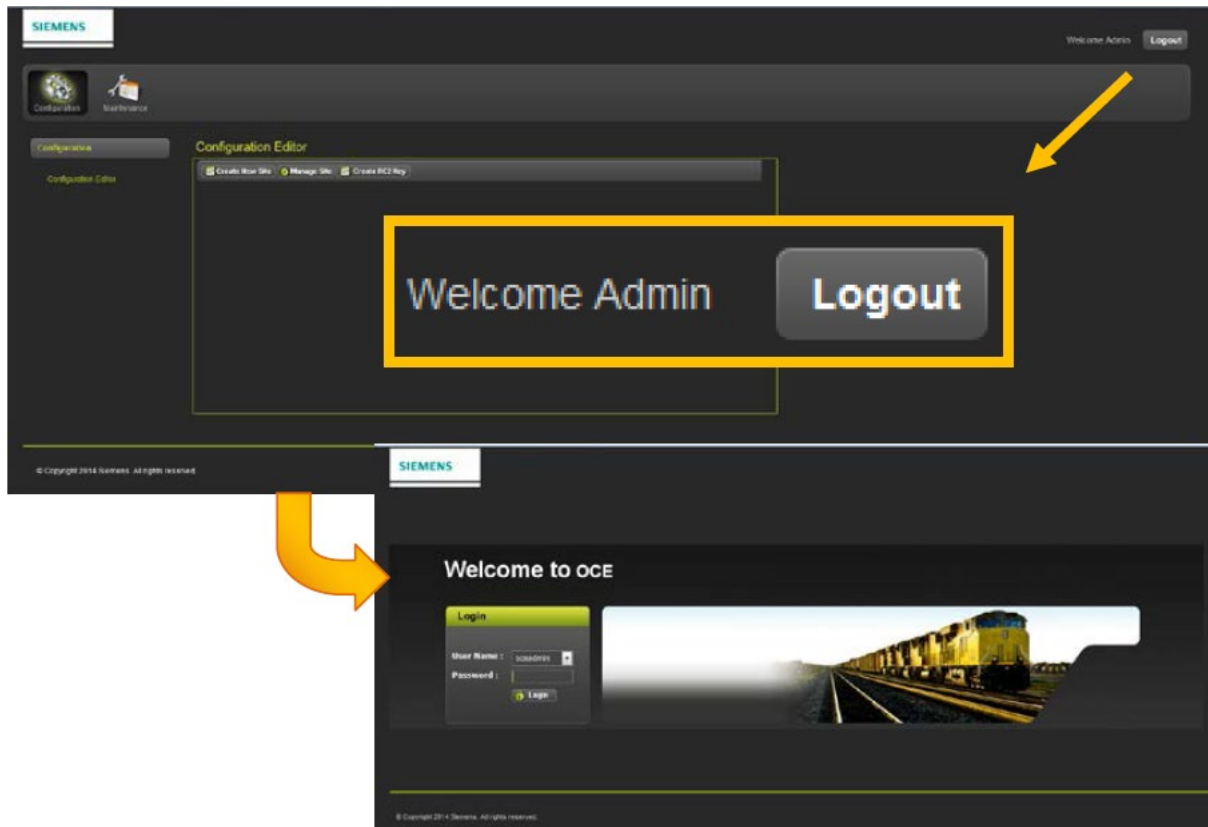 SIEMENS
Welcome Admin Logout
Configuration Maintenance
Configuration
Configuration Editor
Configuration Editor
Create New Site Manage Site Create RC2 Key
Welcome Admin Logout
© Copyright 2014 Siemens. All rights reserved.
SIEMENS
Welcome to OCE
Login
User Name :
Password :
Login
© Copyright 2014 Siemens. All rights reserved.